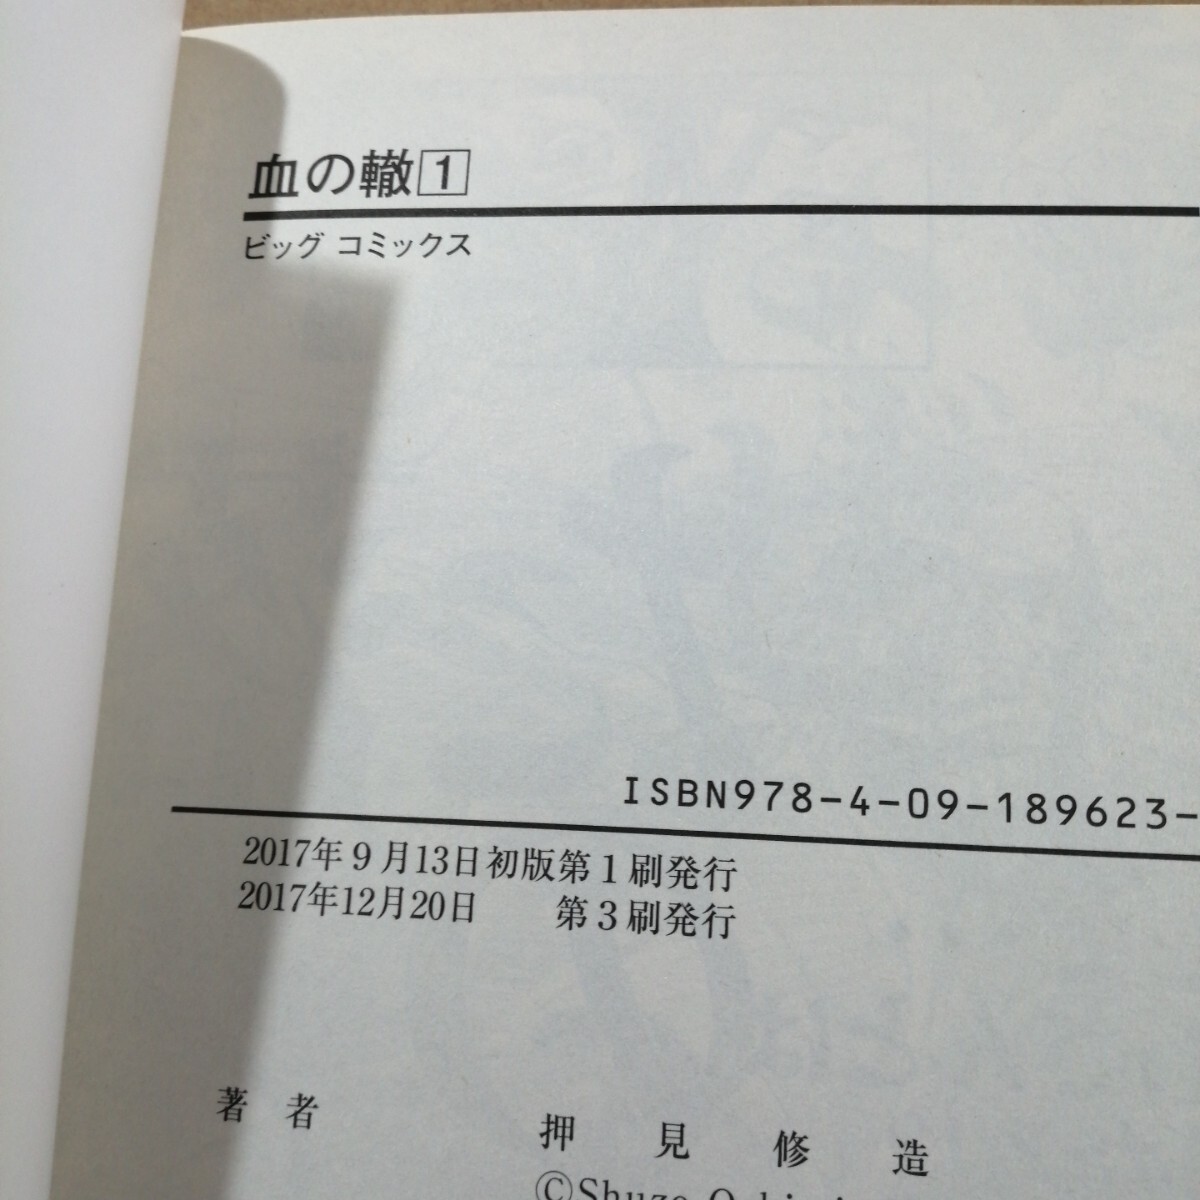 血の轍1
ビッグ コミックス
ISBN978-4-09-189623-
2017年9月13日初版第1刷発行
2017年12月20日 第3刷発行
著者 押見修造
©Shuzo